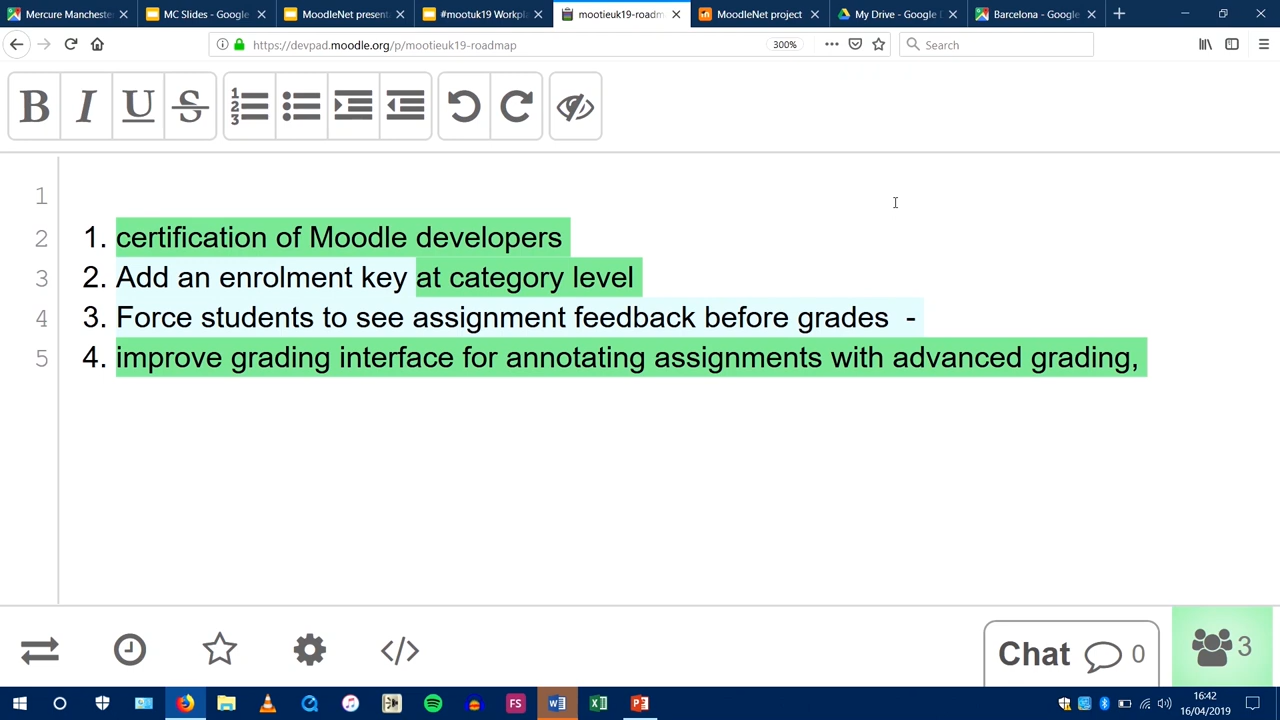 Mercure Manchester
MC Slides - Google
MoodleNet present
#mootuk19 Workpl
mootieuk19-roadm
MoodleNet project
My Drive - Google D
Barcelona - Google
https://devpad.moodle.org/p/mootieuk19-roadmap
300%
Search
B I U S
1
2 1. certification of Moodle developers
3 2. Add an enrolment key at category level
4 3. Force students to see assignment feedback before grades -
5 4. improve grading interface for annotating assignments with advanced grading,
Chat 0
3
FS
16:42
16/04/2019